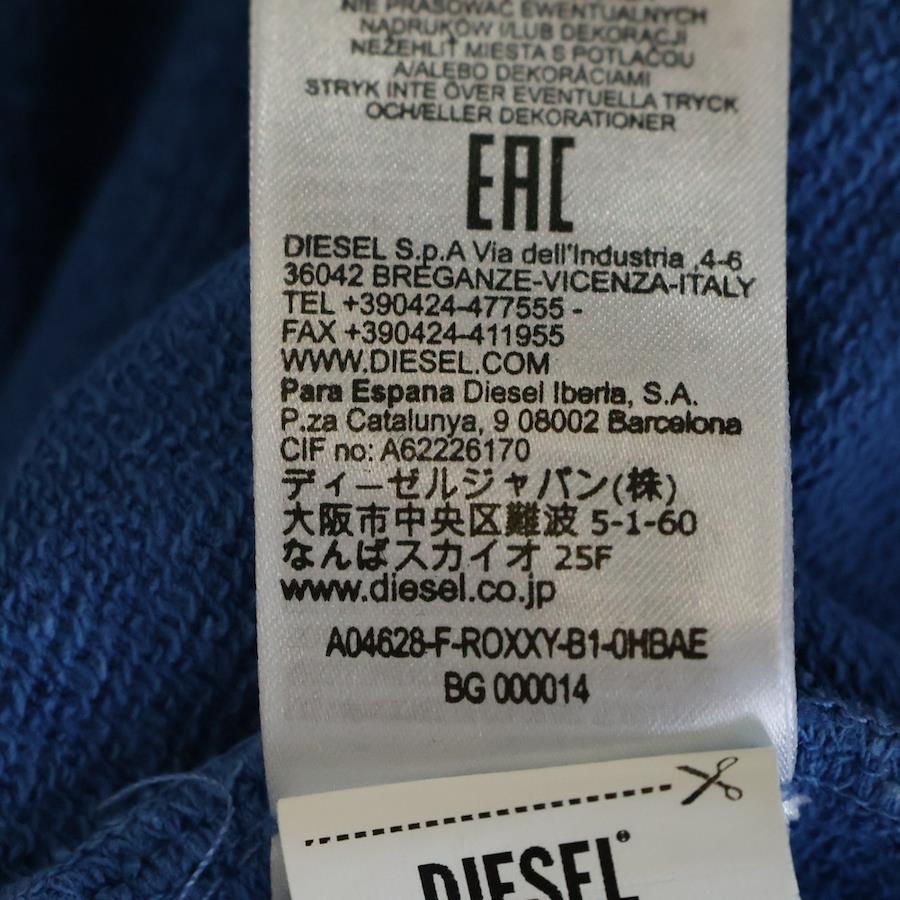 NIE PRASOWAĆ EWENTUALNYCH
NADRUKÓW I/LUB DEKORACJI
NEŽEHLIŤ MIESTA S POTLAČOU
A/ALEBO DEKORÁCIAMI
STRYK INTE ÖVER EVENTUELLA TRYCK
OCH/ELLER DEKORATIONER
EAC
DIESEL S.p.A Via dell'Industria ,4-6
36042 BREGANZE-VICENZA-ITALY
TEL +390424-477555 -
FAX +390424-411955
WWW.DIESEL.COM
Para Espana Diesel Iberia, S.A.
P.za Catalunya, 9 08002 Barcelona
CIF no: A62226170
ディーゼルジャパン(株)
大阪市中央区難波 5-1-60
なんばスカイオ 25F
www.diesel.co.jp
A04628-F-ROXXY-B1-0HBAE
BG 000014
DIESEL®